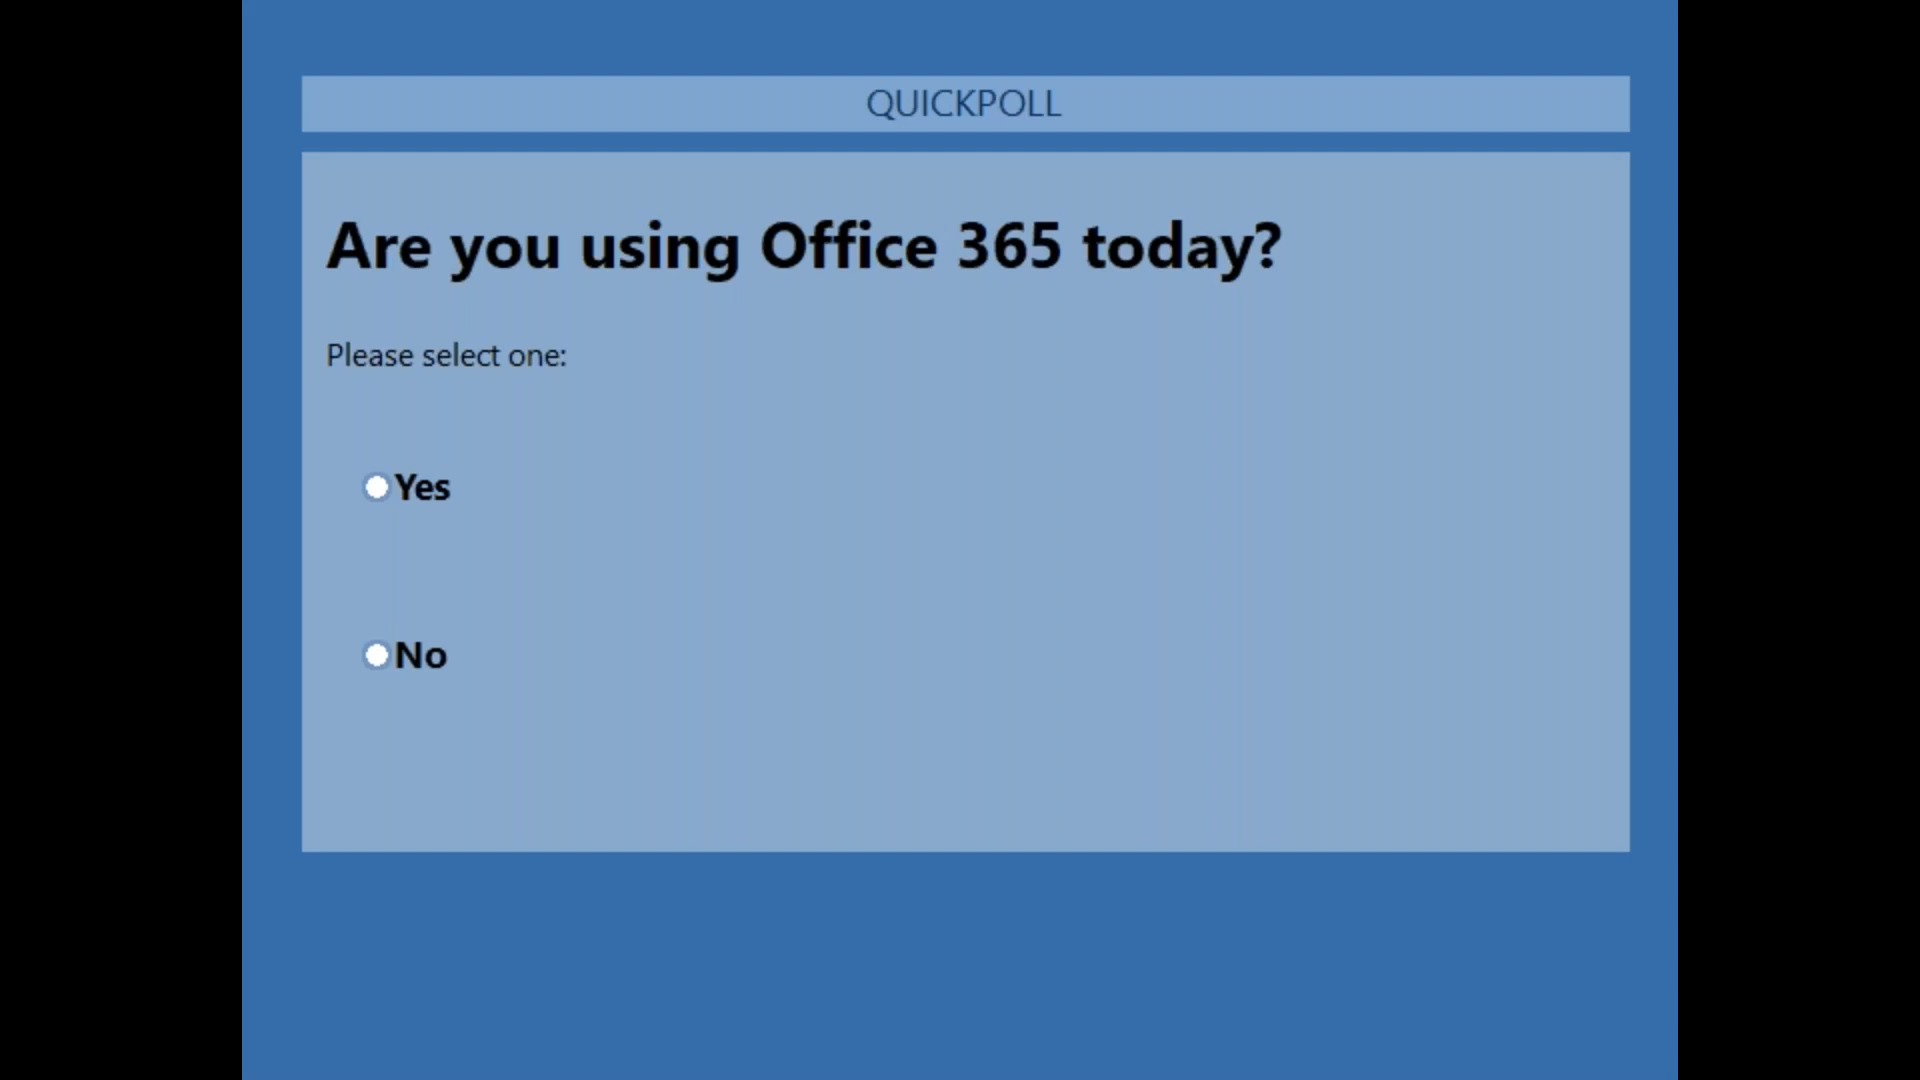 QUICKPOLL
Are you using Office 365 today?
Please select one:
Yes
No